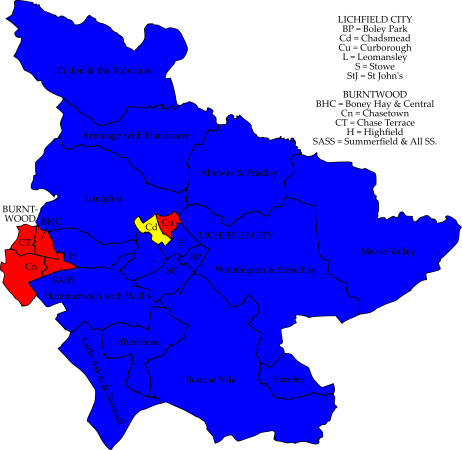 LICHFIELD CITY
BP = Boley Park
Cd = Chadsmead
Cu = Curborough
L = Leomansley
S = Stowe
StJ = St John's
BURNTWOOD
BHC = Boney Hay & Central
Cn = Chasetown
CT = Chase Terrace
H = Highfield
SASS = Summerfield & All SS.
Colton & the Ridwares
Armitage with Handsacre
Alrewas & Fradley
Longdon
BURNT-
WOOD
BHC
Cd
Cu
LICHFIELD CITY
CT
S
Mease Valley
H
L
BP
Cn
StJ
Whittington & Streethay
SASS
Hammerwich with Wall
Shenstone
Little Aston & Stonnall
Bourne Vale
Fazeley